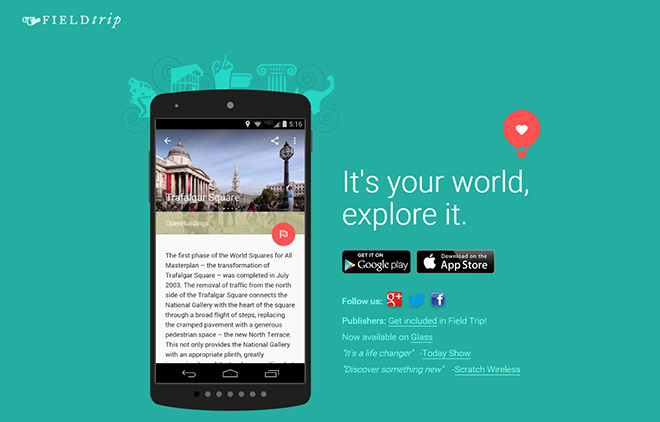 FIELDtrip
5:16
Trafalgar Square
OpenBuildings
The first phase of the World Squares for All
Masterplan – the transformation of
Trafalgar Square – was completed in July
2003. The removal of traffic from the north
side of the Trafalgar Square connects the
National Gallery with the heart of the square
through a broad flight of steps, replacing
the cramped pavement with a generous
pedestrian space – the new North Terrace.
This not only provides the National Gallery
with an appropriate plinth, greatly
It's your world,
explore it.
GET IT ON
Google play
Download on the
App Store
Follow us:
g+
f
Publishers: Get included in Field Trip!
Now available on Glass
"It's a life changer" -Today Show
"Discover something new" -Scratch Wireless